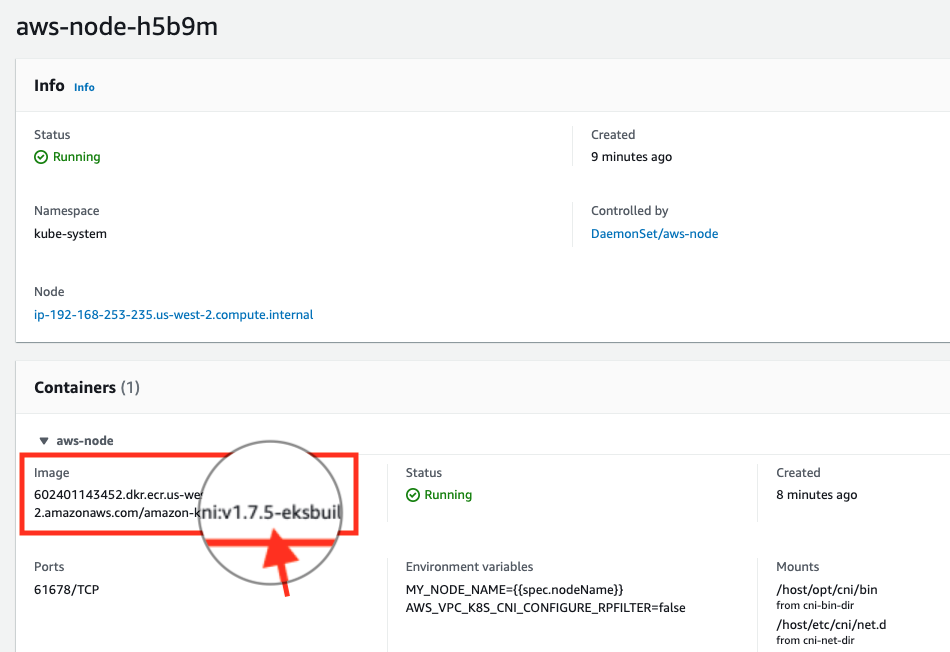 aws-node-h5b9m
Info Info
Status
Running
Created
9 minutes ago
Namespace
kube-system
Controlled by
DaemonSet/aws-node
Node
ip-192-168-253-235.us-west-2.compute.internal
Containers (1)
▼ aws-node
Image
602401143452.dkr.ecr.us-wes
2.amazonaws.com/amazon-k
ni:v1.7.5-eksbuil
Status
Running
Created
8 minutes ago
Ports
61678/TCP
Environment variables
MY_NODE_NAME={{spec.nodeName}}
AWS_VPC_K8S_CNI_CONFIGURE_RPFILTER=false
Mounts
/host/opt/cni/bin
from cni-bin-dir
/host/etc/cni/net.d
from cni-net-dir